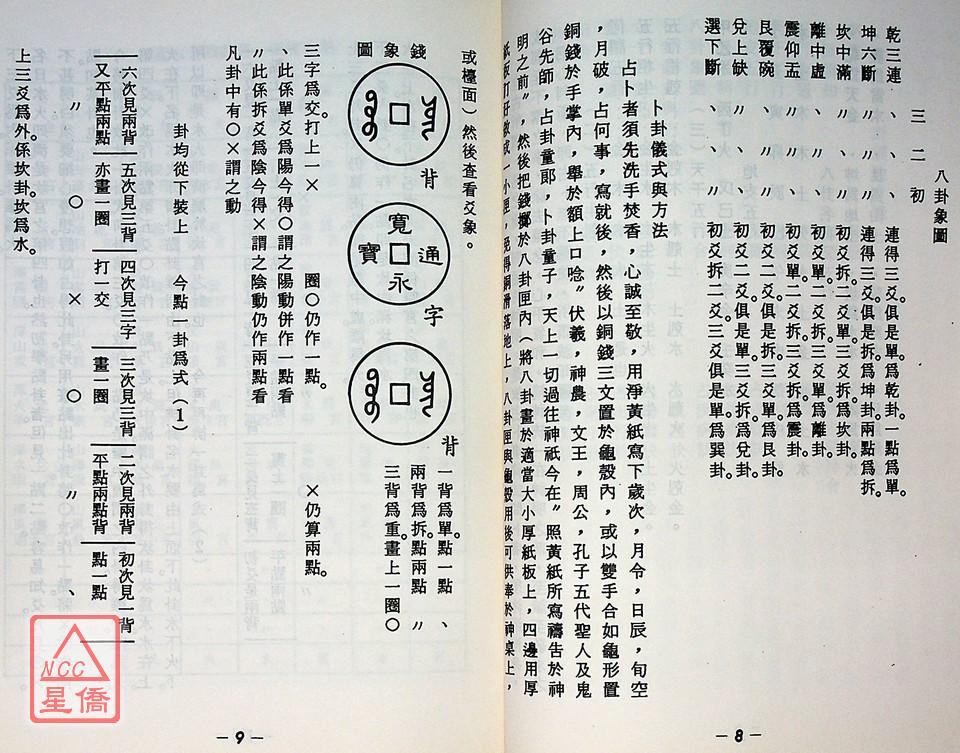 八卦象圖
三　二　初
乾三連　、　、　、　連得三爻俱是單。爲乾卦。一點爲單。
坤六斷　〃　〃　〃　連得三爻俱是拆。爲坤卦。兩點爲拆。
坎中滿　〃　、　〃　初爻拆。二爻單。三爻拆。爲坎卦。
離中虛　、　〃　、　初爻單。二爻拆。三爻單。爲離卦。
震仰盂　〃　〃　、　初爻單。二爻拆。三爻拆。爲震卦。
艮覆碗　、　〃　〃　初爻拆。二爻拆。三爻單。爲艮卦。
兌上缺　〃　、　、　初爻二爻。俱是單。三爻拆。爲兌卦。
選下斷　、　、　〃　初爻拆。二爻三爻。俱是單。爲巽卦。
卜卦儀式與方法
占卜者須先洗手焚香，心誠至敬，用淨黃紙寫下歲次，月令，日辰，旬空
，月破，占何事，寫就後，然後以銅錢三文置於龜殼內，或以雙手合如龜形置
銅錢於手掌內，舉於額上口唸〃伏羲，神農，文王，周公，孔子五代聖人及鬼
谷先師，占卦童郎，卜卦童子，天上一切過往神祇今在〃照黃紙所寫禱告於神
明之前〃，然後把錢擲於八卦匣內（將八卦畫於適當大小厚紙板上，四邊用厚
紙板打好做成一小匣，免得銅滑落地上，八卦匣與龜殼用後可供奉於神桌上，
—8—
或檯面）然後查看爻象。
錢象圖
背
寬永通寶
字
背
一背爲單。點一點　、
兩背爲拆。點兩點　〃
三背爲重。畫上一圈〇
三字爲交打上一×　圈〇仍作一點。　×仍算兩點。
、此係單爻爲陽今得〇謂之陽動併作一點看
〃此係拆爻爲陰今得×謂之陰動仍作兩點看
凡卦中有〇×謂之動
卦均從下裝上　今點一卦爲式（1）
六次見兩背　五次見三背　四次見三字　三次見三背　二次見兩背　初次見一背
又平點兩點　亦畫一圈　打一交　畫一圈　平點兩點背　點一點
〃　〇　×　〇　〃　、
上三爻爲外。係坎卦。坎爲水。
—9—
NCC
星僑